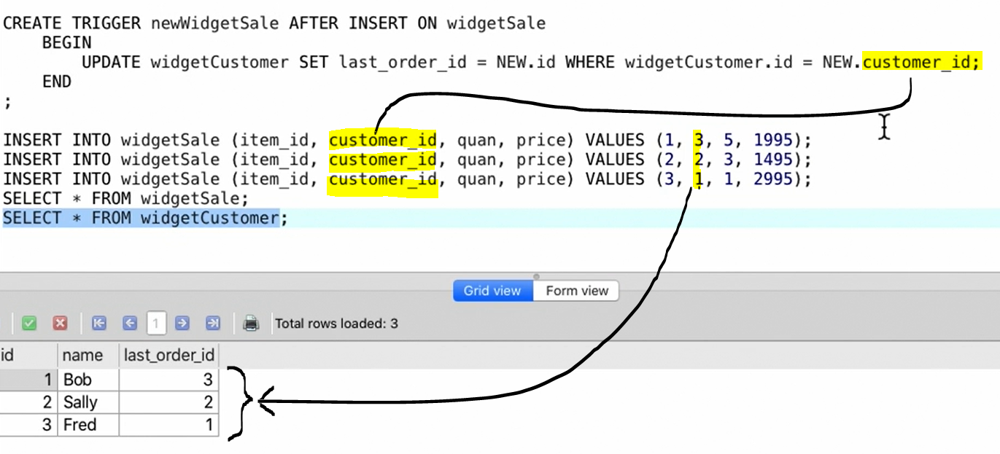 CREATE TRIGGER newWidgetSale AFTER INSERT ON widgetSale
BEGIN
UPDATE widgetCustomer SET last_order_id = NEW.id WHERE widgetCustomer.id = NEW.customer_id;
END
;
INSERT INTO widgetSale (item_id, customer_id, quan, price) VALUES (1, 3, 5, 1995);
INSERT INTO widgetSale (item_id, customer_id, quan, price) VALUES (2, 2, 3, 1495);
INSERT INTO widgetSale (item_id, customer_id, quan, price) VALUES (3, 1, 1, 2995);
SELECT * FROM widgetSale;
SELECT * FROM widgetCustomer;
Grid view Form view
1 Total rows loaded: 3
id name last_order_id
1 Bob 3
2 Sally 2
3 Fred 1